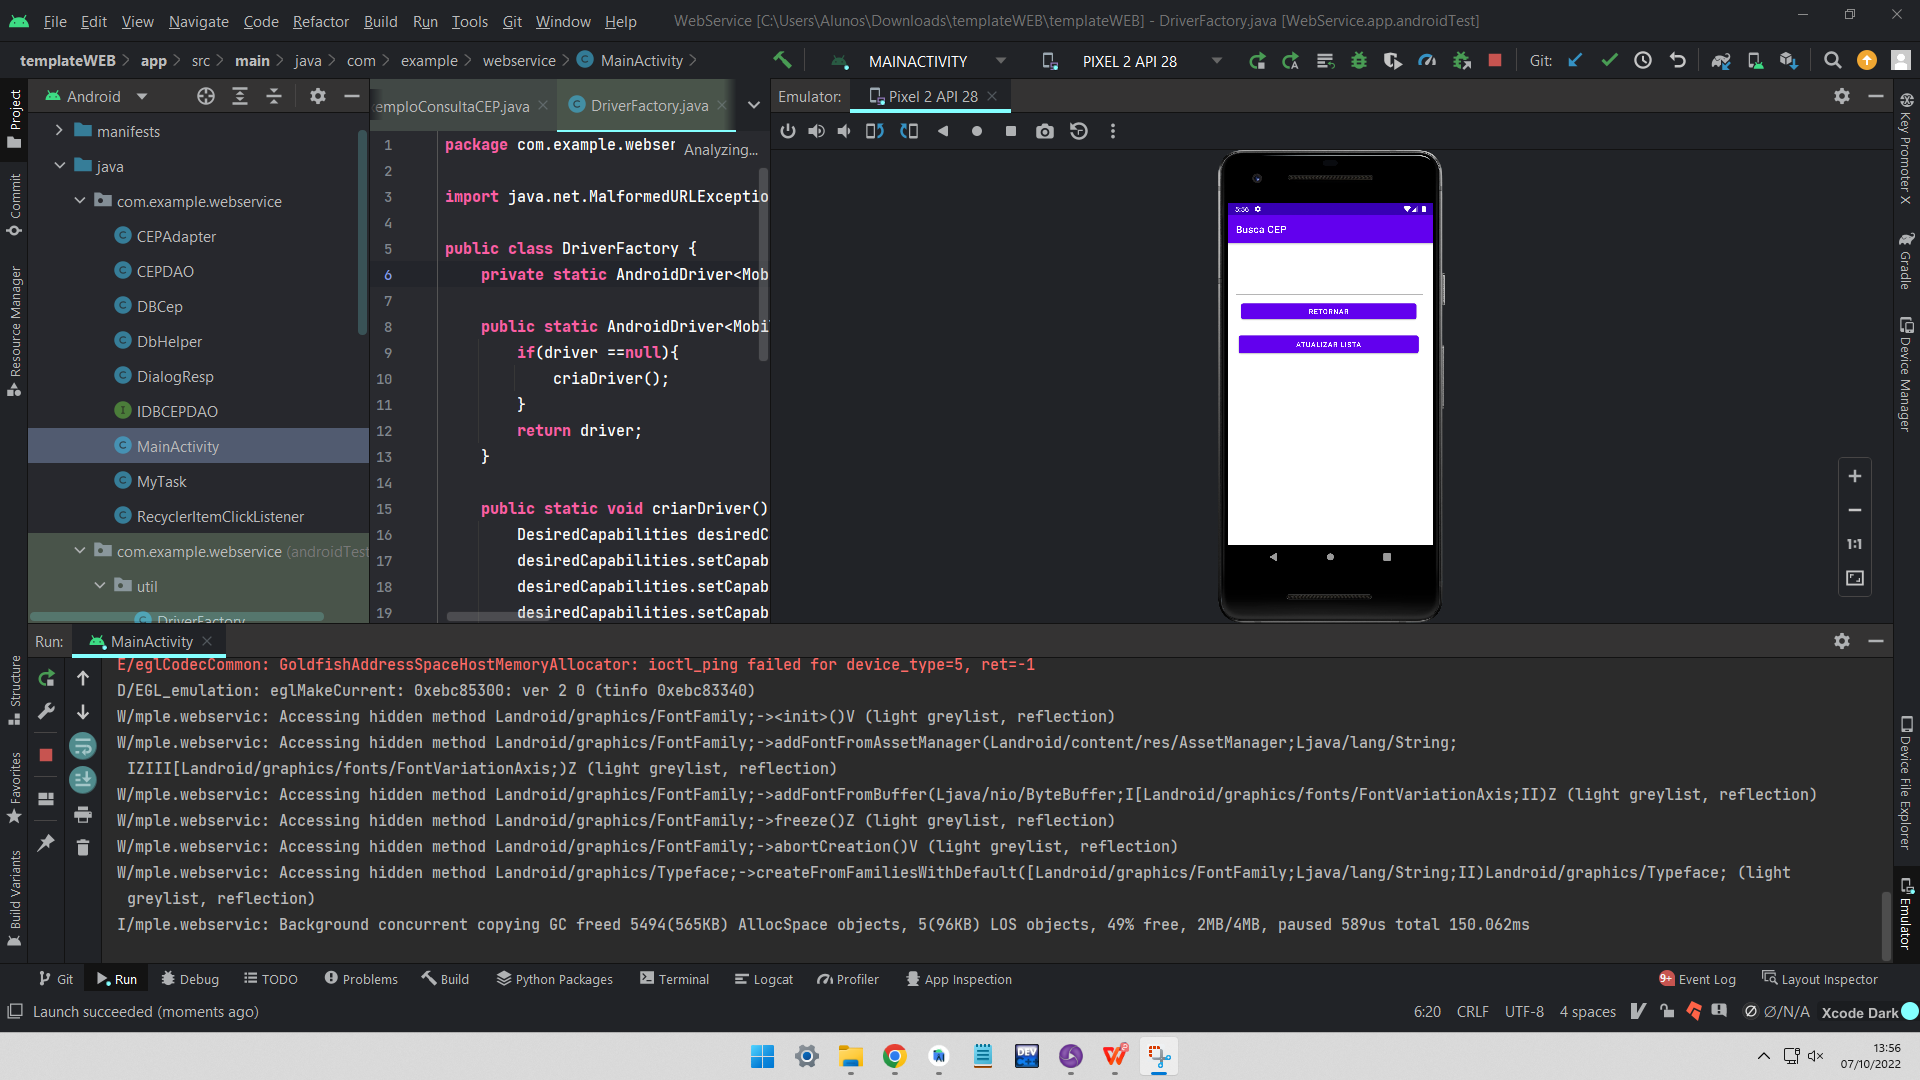 File Edit View Navigate Code Refactor Build Run Tools Git Window Help WebService [C:\Users\Alunos\Downloads\templateWEB\templateWEB] - DriverFactory.java [WebService.app.androidTest]
templateWEB app src main java com example webservice MainActivity MAINACTIVITY PIXEL 2 API 28 Git:
Project
Commit
Resource Manager
Structure
Favorites
Build Variants
Android
manifests
java
com.example.webservice
CEPAdapter
CEPDAO
DBCep
DbHelper
DialogResp
IDBCEPDAO
MainActivity
MyTask
RecyclerItemClickListener
com.example.webservice (androidTest
util
DriverFactory
emploConsultaCEP.java DriverFactory.java
Analyzing...
1 package com.example.webser
2
3 import java.net.MalformedURLExceptio
4
5 public class DriverFactory {
6 private static AndroidDriver<Mob
7
8 public static AndroidDriver<Mobi
9 if(driver ==null){
10 criaDriver();
11 }
12 return driver;
13 }
14
15 public static void criarDriver()
16 DesiredCapabilities desiredC
17 desiredCapabilities.setCapab
18 desiredCapabilities.setCapab
19 desiredCapabilities.setCapab
Emulator: Pixel 2 API 28
5:56
Busca CEP
RETORNAR
ATUALIZAR LISTA
1:1
Key Promoter X
Gradle
Device Manager
Device File Explorer
Emulator
Run: MainActivity
E/eglCodecCommon: GoldfishAddressSpaceHostMemoryAllocator: ioctl_ping failed for device_type=5, ret=-1
D/EGL_emulation: eglMakeCurrent: 0xebc85300: ver 2 0 (tinfo 0xebc83340)
W/mple.webservic: Accessing hidden method Landroid/graphics/FontFamily;-><init>()V (light greylist, reflection)
W/mple.webservic: Accessing hidden method Landroid/graphics/FontFamily;->addFontFromAssetManager(Landroid/content/res/AssetManager;Ljava/lang/String;
IZIII[Landroid/graphics/fonts/FontVariationAxis;)Z (light greylist, reflection)
W/mple.webservic: Accessing hidden method Landroid/graphics/FontFamily;->addFontFromBuffer(Ljava/nio/ByteBuffer;I[Landroid/graphics/fonts/FontVariationAxis;II)Z (light greylist, reflection)
W/mple.webservic: Accessing hidden method Landroid/graphics/FontFamily;->freeze()Z (light greylist, reflection)
W/mple.webservic: Accessing hidden method Landroid/graphics/FontFamily;->abortCreation()V (light greylist, reflection)
W/mple.webservic: Accessing hidden method Landroid/graphics/Typeface;->createFromFamiliesWithDefault([Landroid/graphics/FontFamily;Ljava/lang/String;II)Landroid/graphics/Typeface; (light
greylist, reflection)
I/mple.webservic: Background concurrent copying GC freed 5494(565KB) AllocSpace objects, 5(96KB) LOS objects, 49% free, 2MB/4MB, paused 589us total 150.062ms
Git Run Debug TODO Problems Build Python Packages Terminal Logcat Profiler App Inspection 9+ Event Log Layout Inspector
Launch succeeded (moments ago) 6:20 CRLF UTF-8 4 spaces Ø/N/A Xcode Dark
DEV
13:56
07/10/2022